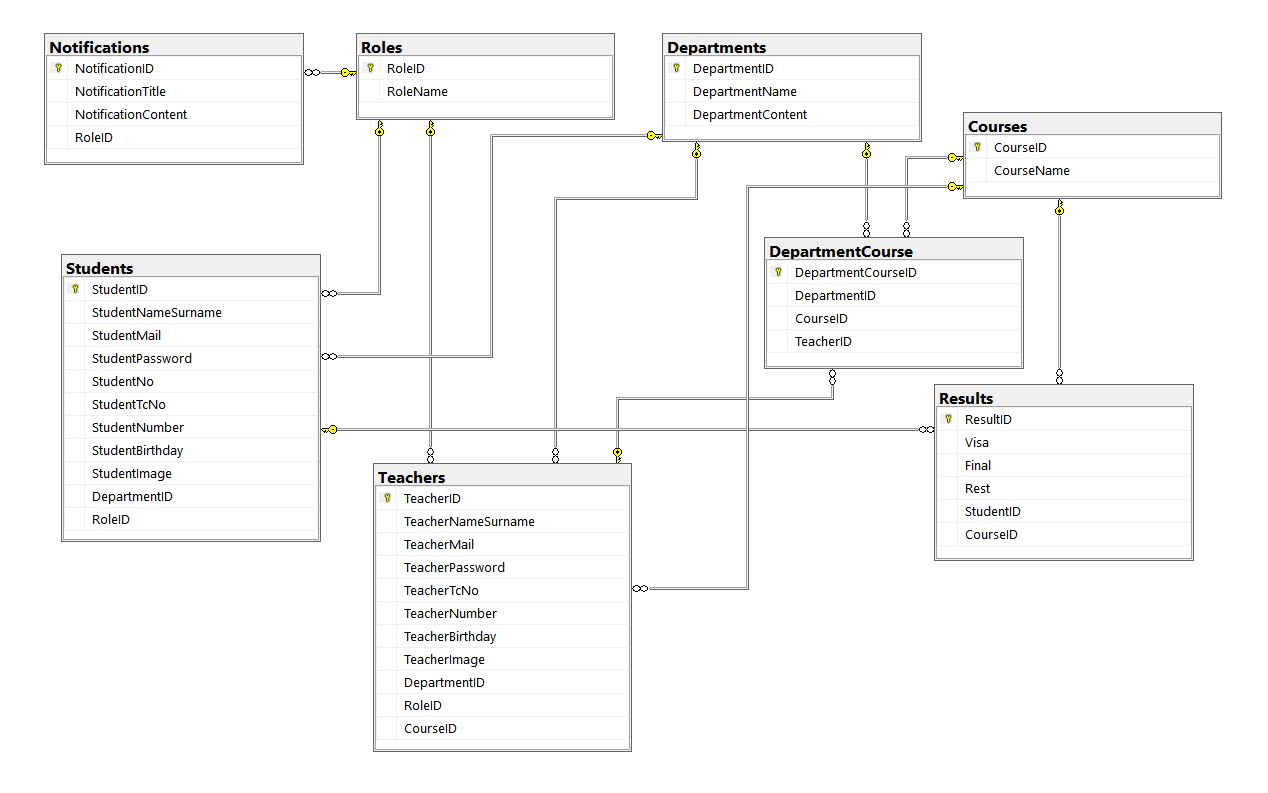 Notifications
NotificationID
NotificationTitle
NotificationContent
RoleID
Roles
RoleID
RoleName
Departments
DepartmentID
DepartmentName
DepartmentContent
Courses
CourseID
CourseName
DepartmentCourse
DepartmentCourseID
DepartmentID
CourseID
TeacherID
Students
StudentID
StudentNameSurname
StudentMail
StudentPassword
StudentNo
StudentTcNo
StudentNumber
StudentBirthday
StudentImage
DepartmentID
RoleID
Results
ResultID
Visa
Final
Rest
StudentID
CourseID
Teachers
TeacherID
TeacherNameSurname
TeacherMail
TeacherPassword
TeacherTcNo
TeacherNumber
TeacherBirthday
TeacherImage
DepartmentID
RoleID
CourseID